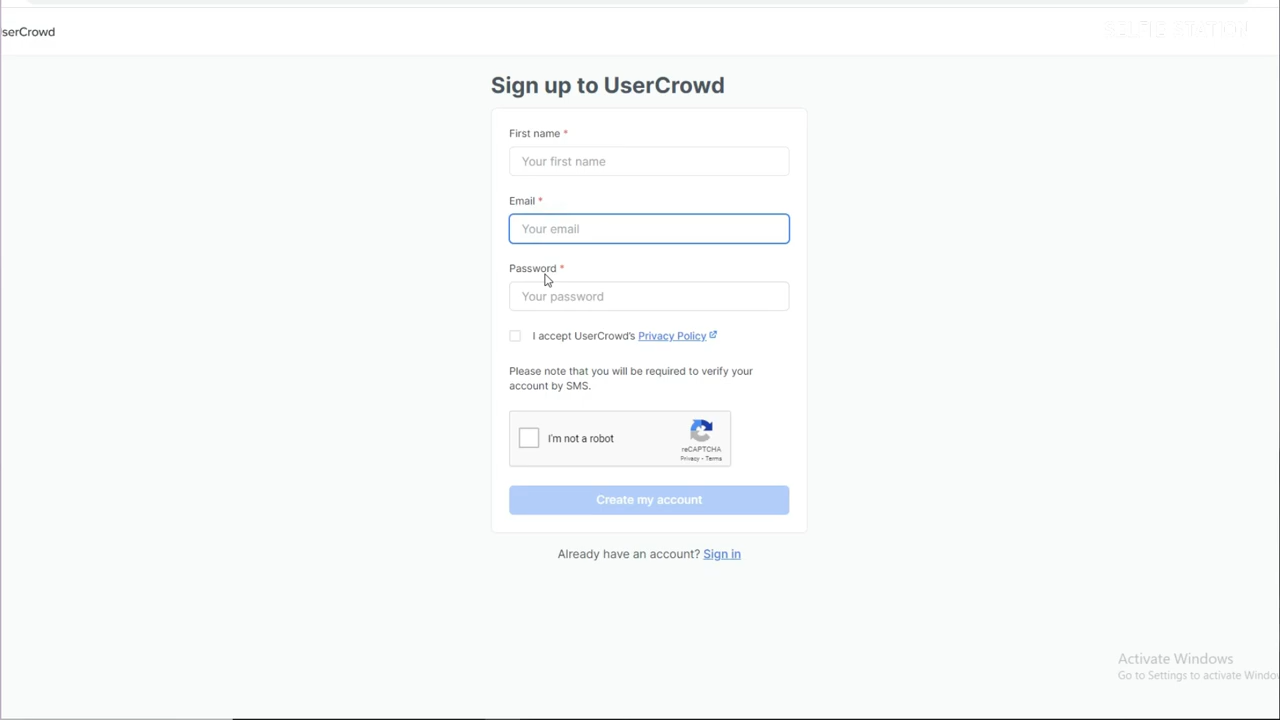 serCrowd
SELFIE STATION
Sign up to UserCrowd
First name *
Your first name
Email *
Your email
Password *
Your password
I accept UserCrowd's Privacy Policy
Please note that you will be required to verify your
account by SMS.
I'm not a robot
reCAPTCHA
Privacy - Terms
Create my account
Already have an account? Sign in
Activate Windows
Go to Settings to activate Windo